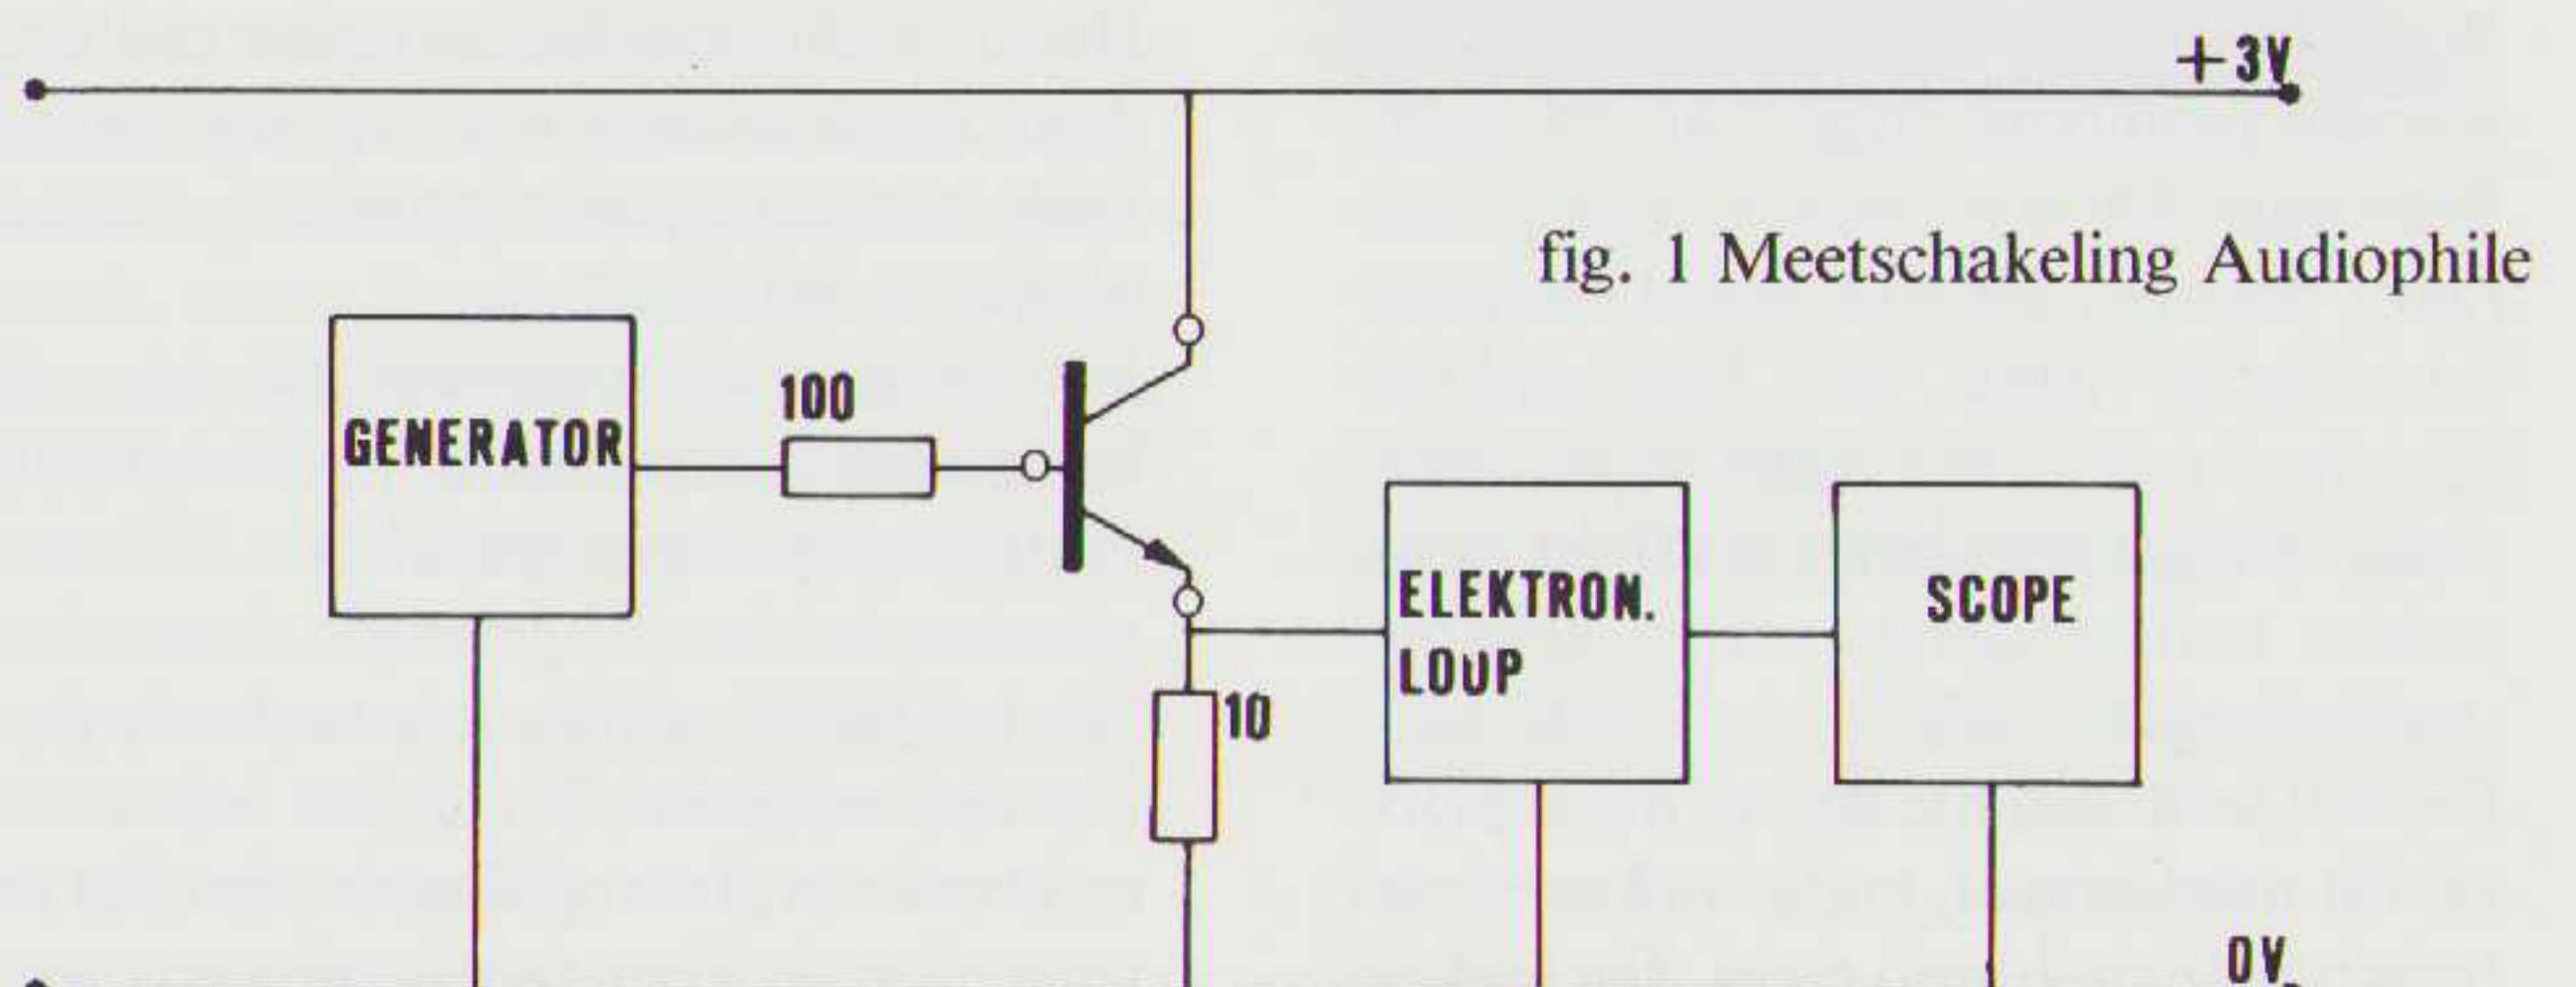 +3V
fig. 1 Meetschakeling Audiophile
100
GENERATOR
ELEKTRON.
LOUP
SCOPE
10
0V